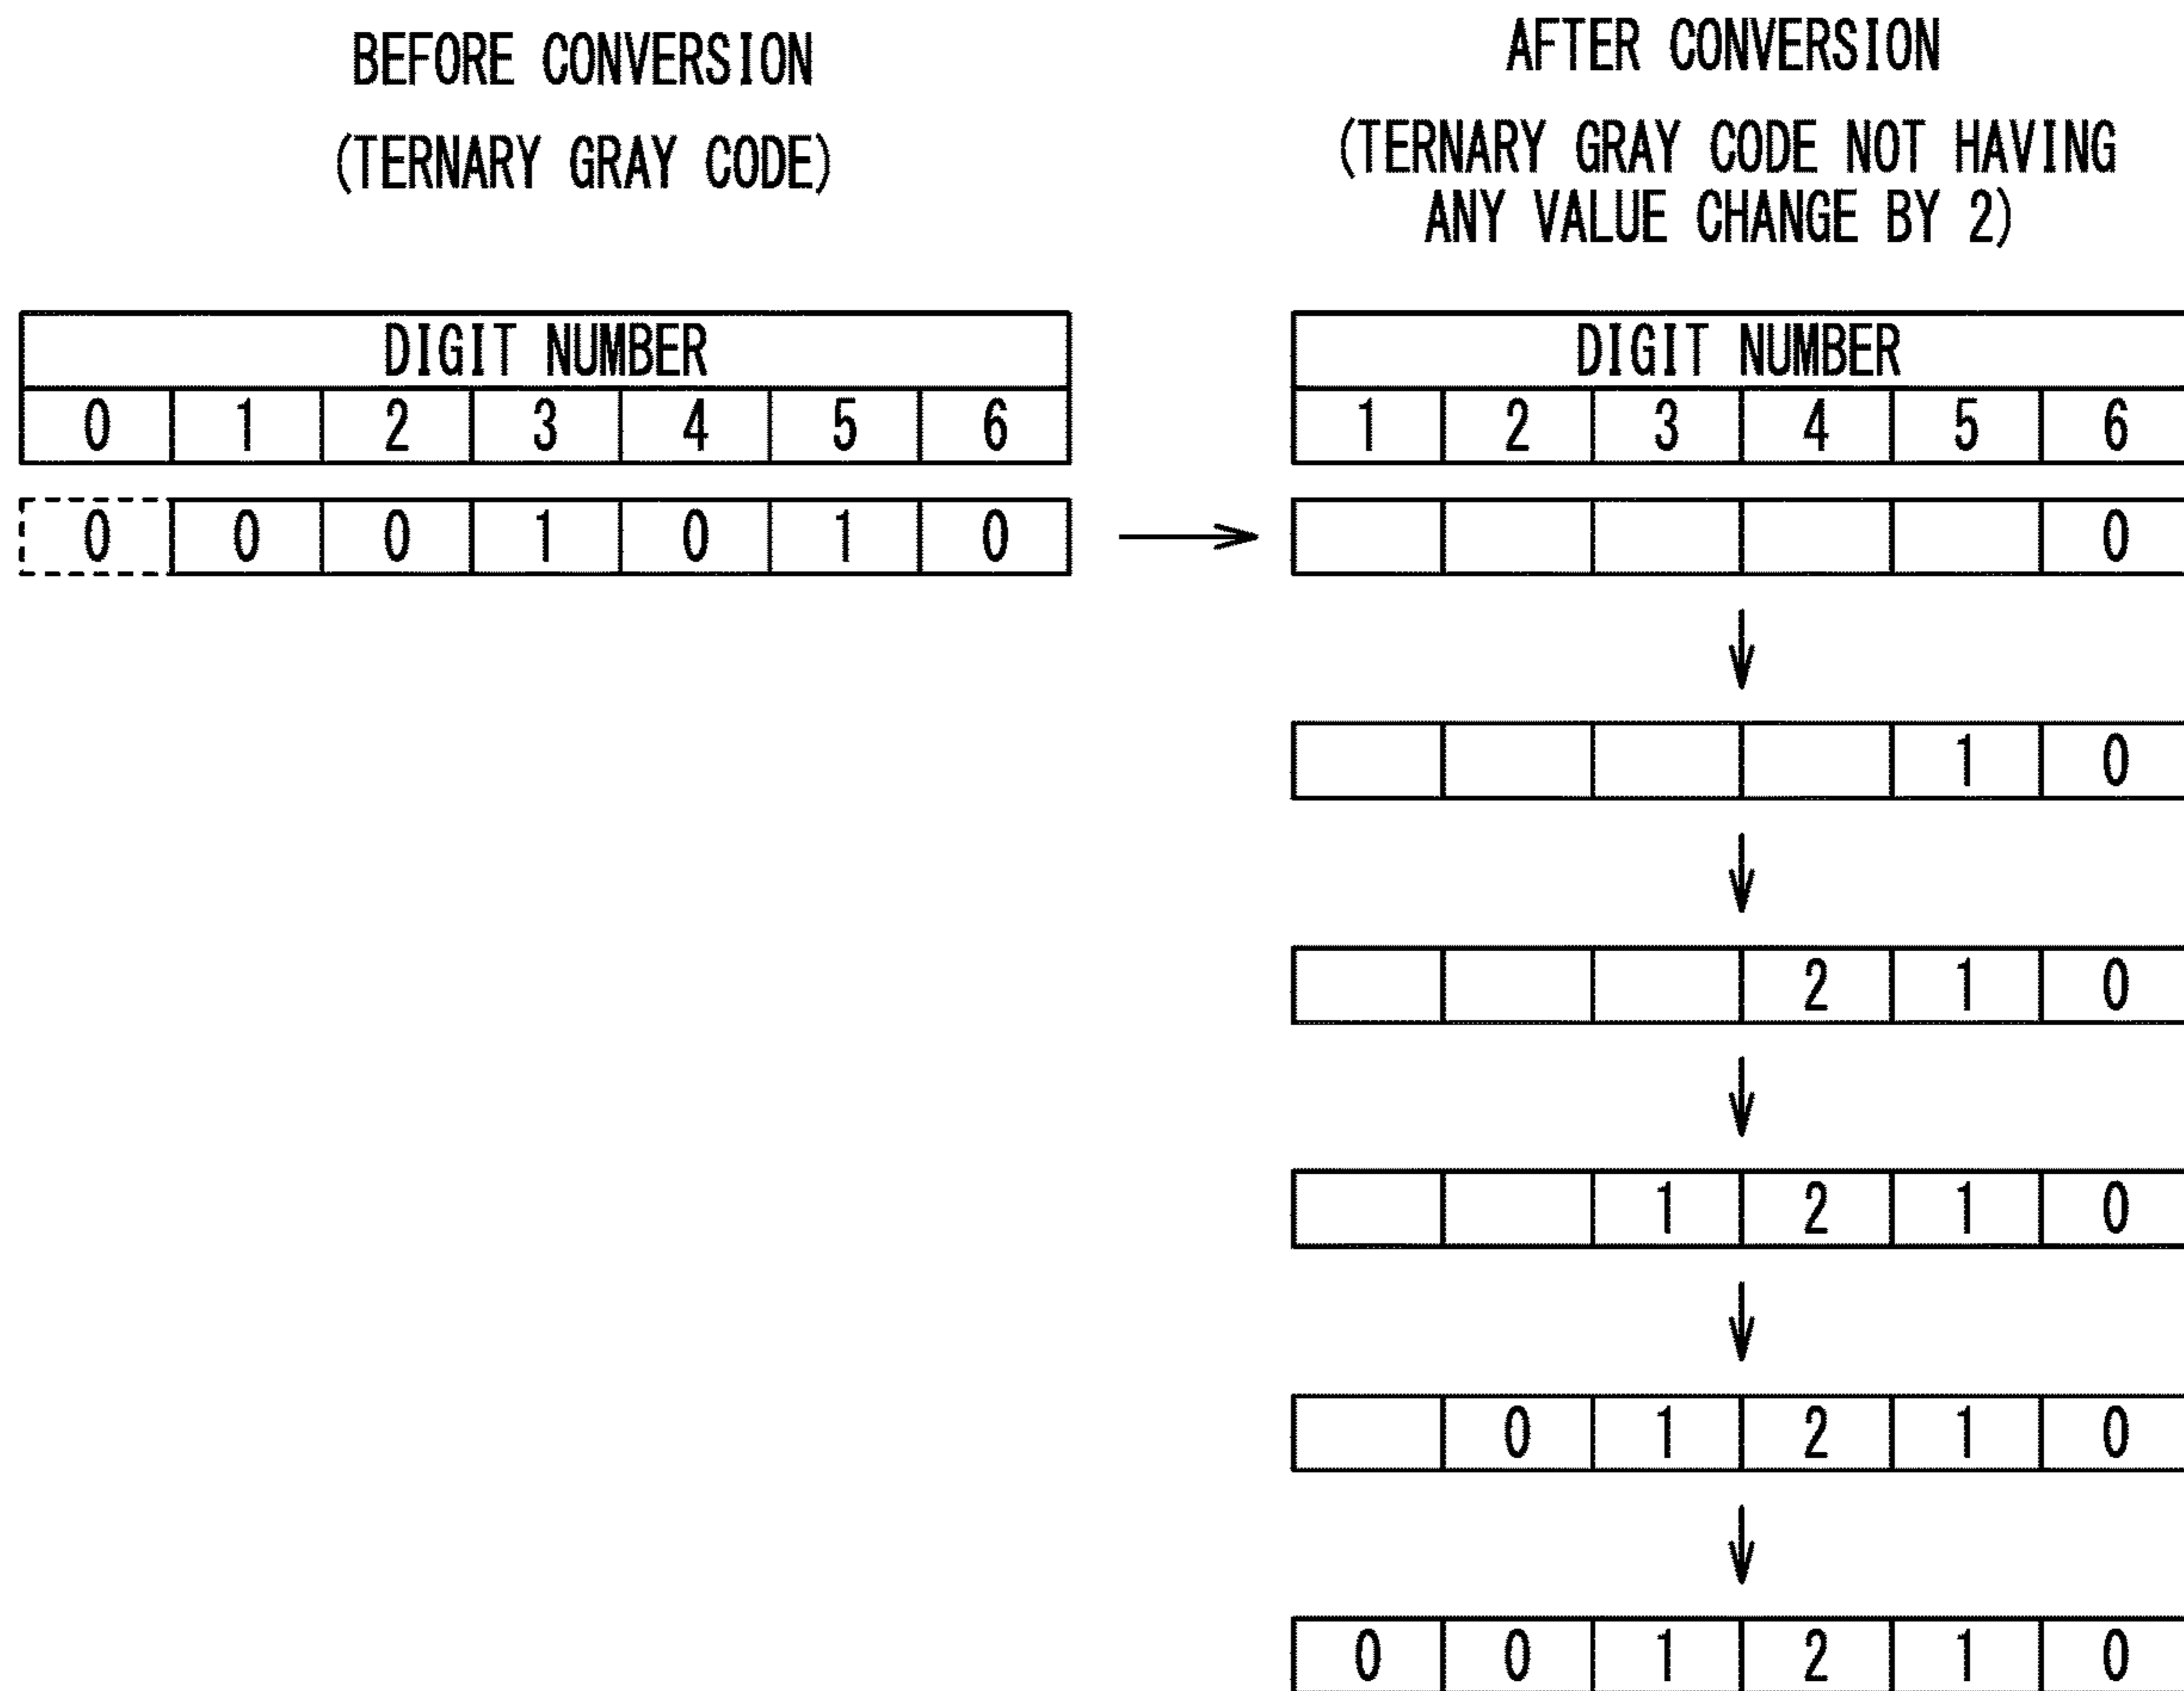 BEFORE CONVERSION
(TERNARY GRAY CODE)
DIGIT NUMBER
0 1 2 3 4 5 6
0 0 0 1 0 1 0
AFTER CONVERSION
(TERNARY GRAY CODE NOT HAVING
ANY VALUE CHANGE BY 2)
DIGIT NUMBER
1 2 3 4 5 6
0
1 0
2 1 0
1 2 1 0
0 1 2 1 0
0 0 1 2 1 0